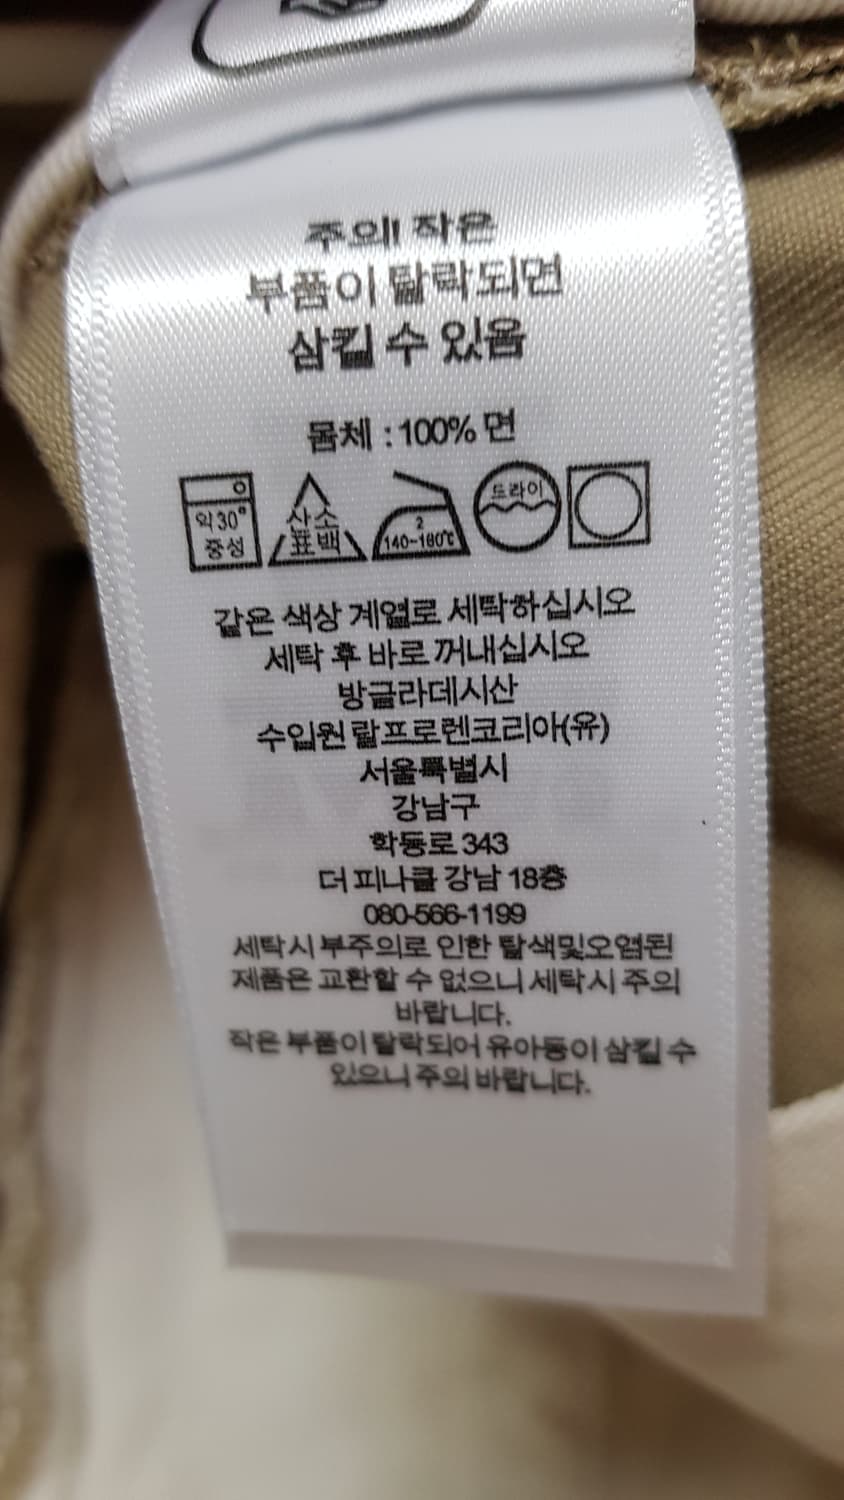 주의! 작은
부품이 탈락되면
삼킬 수 있음
몸체 : 100% 면
약30°
중성
산소
표백
2
140~160℃
드라이
같은 색상 계열로 세탁하십시오
세탁 후 바로 꺼내십시오
방글라데시산
수입원 랄프로렌코리아(유)
서울특별시
강남구
학동로 343
더 피나클 강남 18층
080-566-1199
세탁시 부주의로 인한 탈색및오염된
제품은 교환할 수 없으니 세탁시 주의
바랍니다.
작은 부품이 탈락되어 유아등이 삼킬 수
있으니 주의 바랍니다.